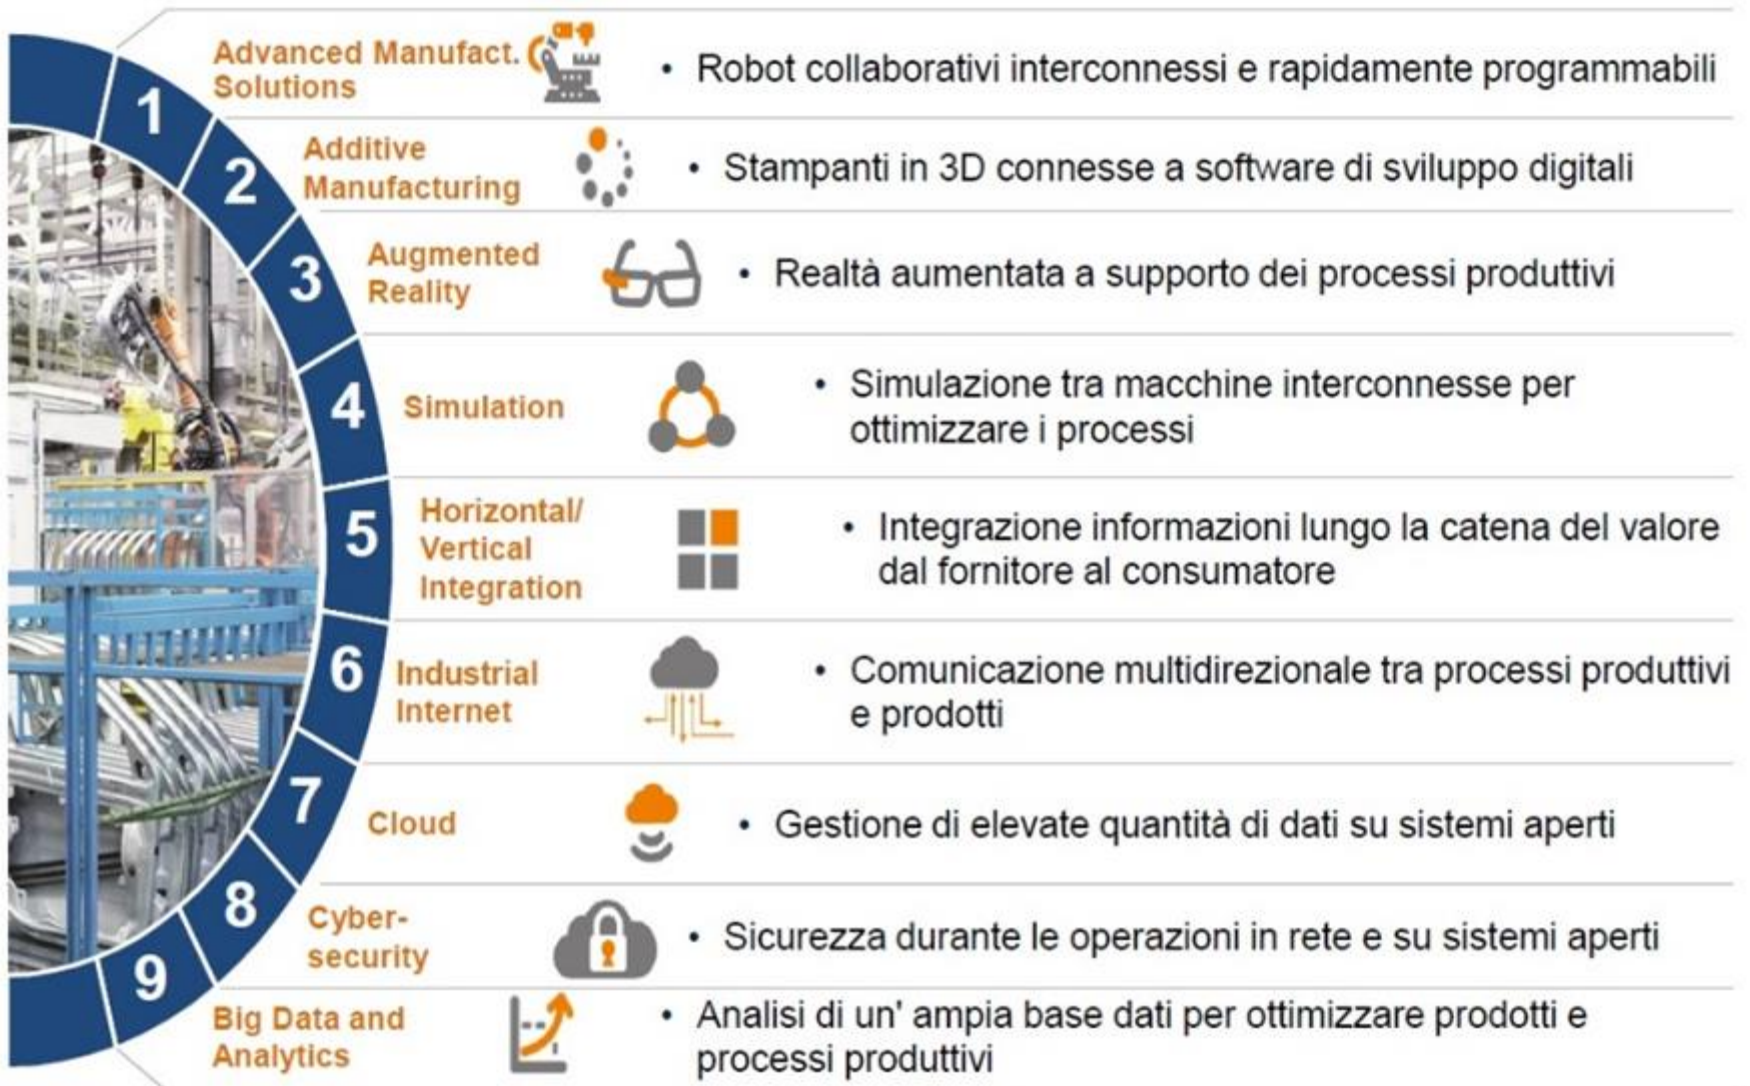 1
Advanced Manufact.
Solutions
• Robot collaborativi interconnessi e rapidamente programmabili
2
Additive
Manufacturing
• Stampanti in 3D connesse a software di sviluppo digitali
3
Augmented
Reality
• Realtà aumentata a supporto dei processi produttivi
4
Simulation
• Simulazione tra macchine interconnesse per
ottimizzare i processi
5
Horizontal/
Vertical
Integration
• Integrazione informazioni lungo la catena del valore
dal fornitore al consumatore
6
Industrial
Internet
• Comunicazione multidirezionale tra processi produttivi
e prodotti
7
Cloud
• Gestione di elevate quantità di dati su sistemi aperti
8
Cyber-
security
• Sicurezza durante le operazioni in rete e su sistemi aperti
9
Big Data and
Analytics
• Analisi di un' ampia base dati per ottimizzare prodotti e
processi produttivi